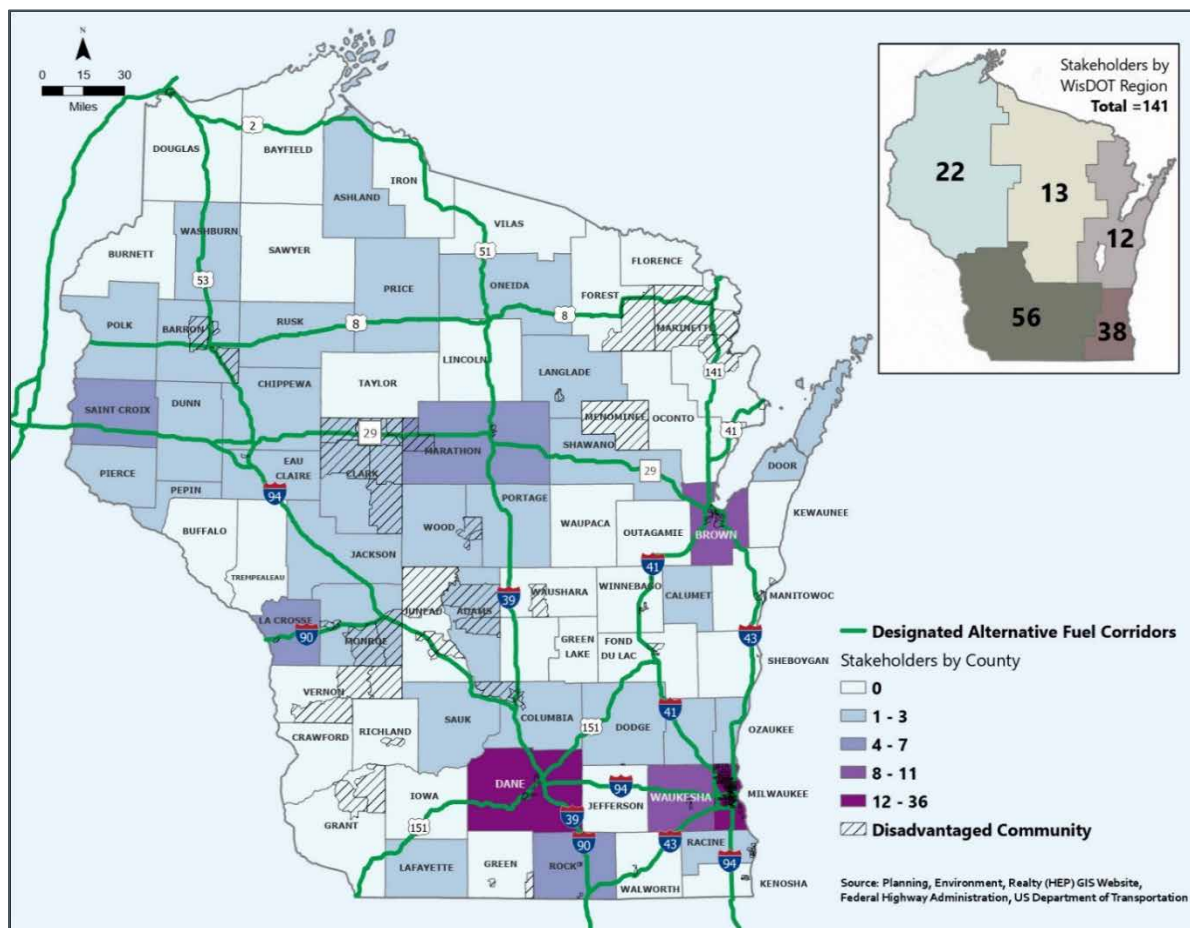 N
0 15 30
Miles
Stakeholders by
WisDOT Region
Total =141
22
13
12
56
38
2
DOUGLAS
BAYFIELD
IRON
ASHLAND
VILAS
WASHBURN
SAWYER
BURNETT
FLORENCE
51
53
PRICE
ONEIDA
FOREST
POLK
BARRON
RUSK
8
8
MARINETTE
LINCOLN
141
CHIPPEWA
TAYLOR
LANGLADE
SAINT CROIX
DUNN
MENOMINEE
OCONTO
41
29
MARATHON
SHAWANO
29
PIERCE
EAU
CLAIRE
CLARK
DOOR
PEPIN
94
PORTAGE
BUFFALO
WOOD
WAUPACA
OUTAGAMIE
BROWN
KEWAUNEE
JACKSON
41
TREMPEALEAU
39
WAUSHARA
WINNEBAGO
CALUMET
MANITOWOC
JUNEAU
ADAMS
LA CROSSE
90
MONROE
GREEN
LAKE
FOND
DU LAC
43
SHEBOYGAN
VERNON
SAUK
COLUMBIA
151
DODGE
41
OZAUKEE
CRAWFORD
RICHLAND
DANE
94
JEFFERSON
WAUKESHA
MILWAUKEE
IOWA
39
GRANT
151
90
43
RACINE
LAFAYETTE
GREEN
ROCK
WALWORTH
94
KENOSHA
Designated Alternative Fuel Corridors
Stakeholders by County
0
1 - 3
4 - 7
8 - 11
12 - 36
Disadvantaged Community
Source: Planning, Environment, Realty (HEP) GIS Website,
Federal Highway Administration, US Department of Transportation